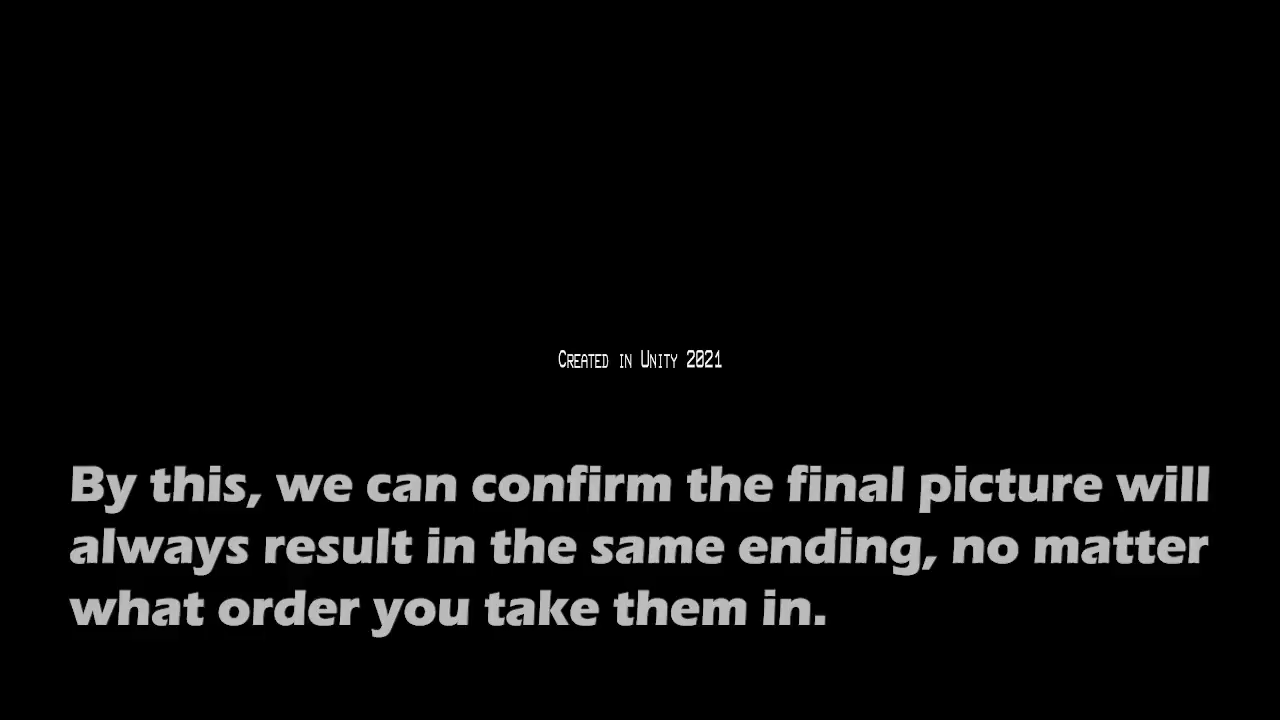 Created in Unity 2021
By this, we can confirm the final picture will
always result in the same ending, no matter
what order you take them in.